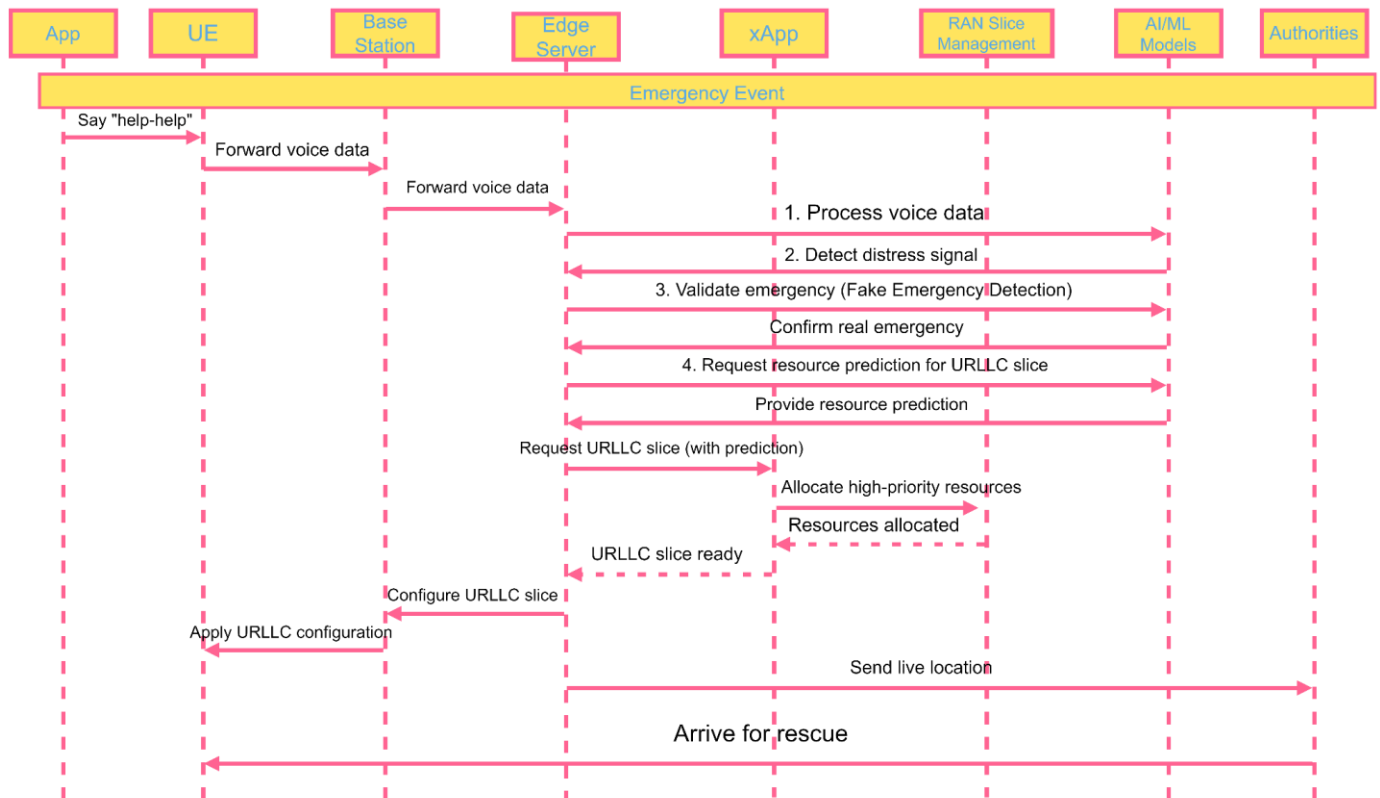 App
UE
Base
Station
Edge
Server
xApp
RAN Slice
Management
AI/ML
Models
Authorities
Emergency Event
Say "help-help"
Forward voice data
Forward voice data
1. Process voice data
2. Detect distress signal
3. Validate emergency (Fake Emergency Detection)
Confirm real emergency
4. Request resource prediction for URLLC slice
Provide resource prediction
Request URLLC slice (with prediction)
Allocate high-priority resources
Resources allocated
URLLC slice ready
Configure URLLC slice
Apply URLLC configuration
Send live location
Arrive for rescue